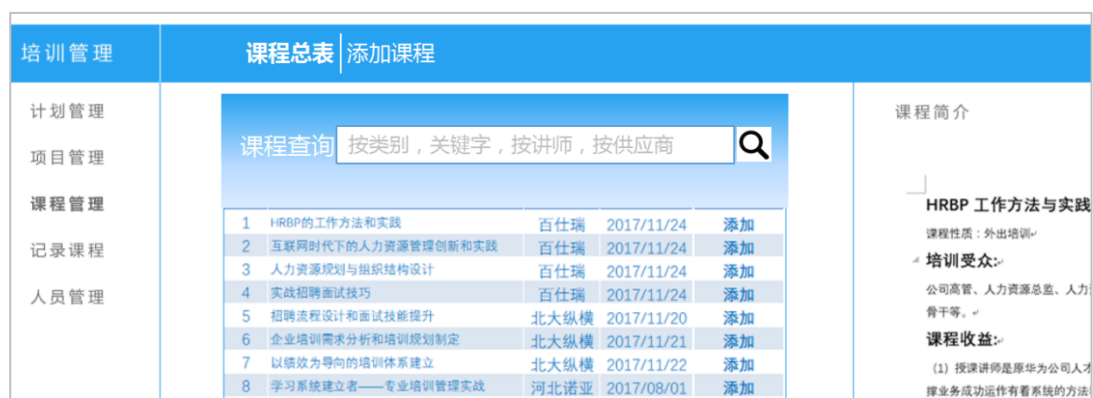 培训管理
课程总表 添加课程
计划管理
项目管理
课程管理
记录课程
人员管理
课程查询 按类别，关键字，按讲师，按供应商
1 HRBP的工作方法和实践 百仕瑞 2017/11/24 添加
2 互联网时代下的人力资源管理创新和实践 百仕瑞 2017/11/24 添加
3 人力资源规划与组织结构设计 百仕瑞 2017/11/24 添加
4 实战招聘面试技巧 百仕瑞 2017/11/24 添加
5 招聘流程设计和面试技能提升 北大纵横 2017/11/20 添加
6 企业培训需求分析和培训规划制定 北大纵横 2017/11/21 添加
7 以绩效为导向的培训体系建立 北大纵横 2017/11/22 添加
8 学习系统建立者——专业培训管理实战 河北诺亚 2017/08/01 添加
课程简介
HRBP 工作方法与实践
课程性质：外出培训
培训受众:
公司高管、人力资源总监、人力
骨干等。
课程收益:
(1) 授课讲师是原华为公司人才
撑业务成功运作有着系统的方法